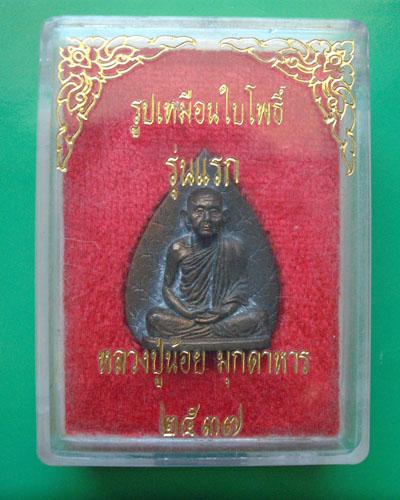 รูปเหมือนใบโพธิ์
รุ่นแรก
หลวงปู่น้อย มุกดาหาร
๒๕๓๗